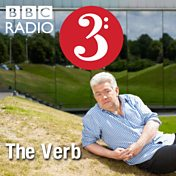 BBC
RADIO
3:
The Verb